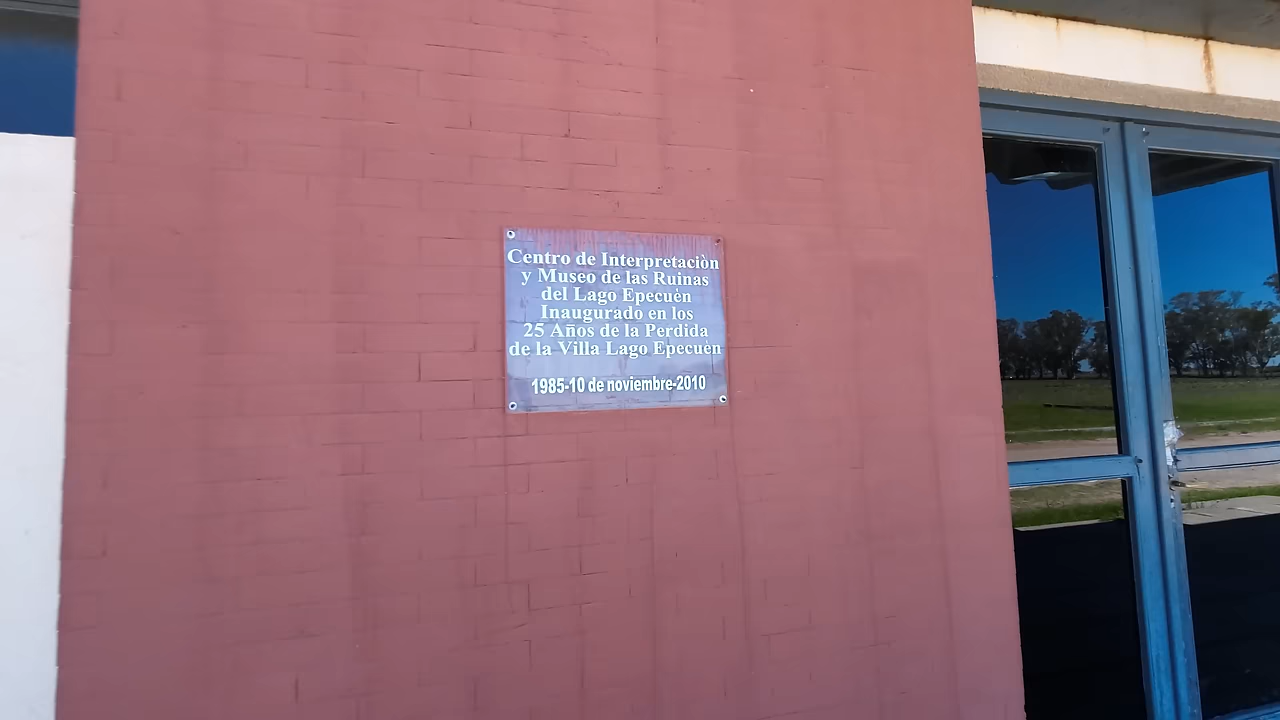 Centro de Interpretaciòn
y Museo de las Ruinas
del Lago Epecuèn
Inaugurado en los
25 Años de la Perdida
de la Villa Lago Epecuèn
1985-10 de noviembre-2010